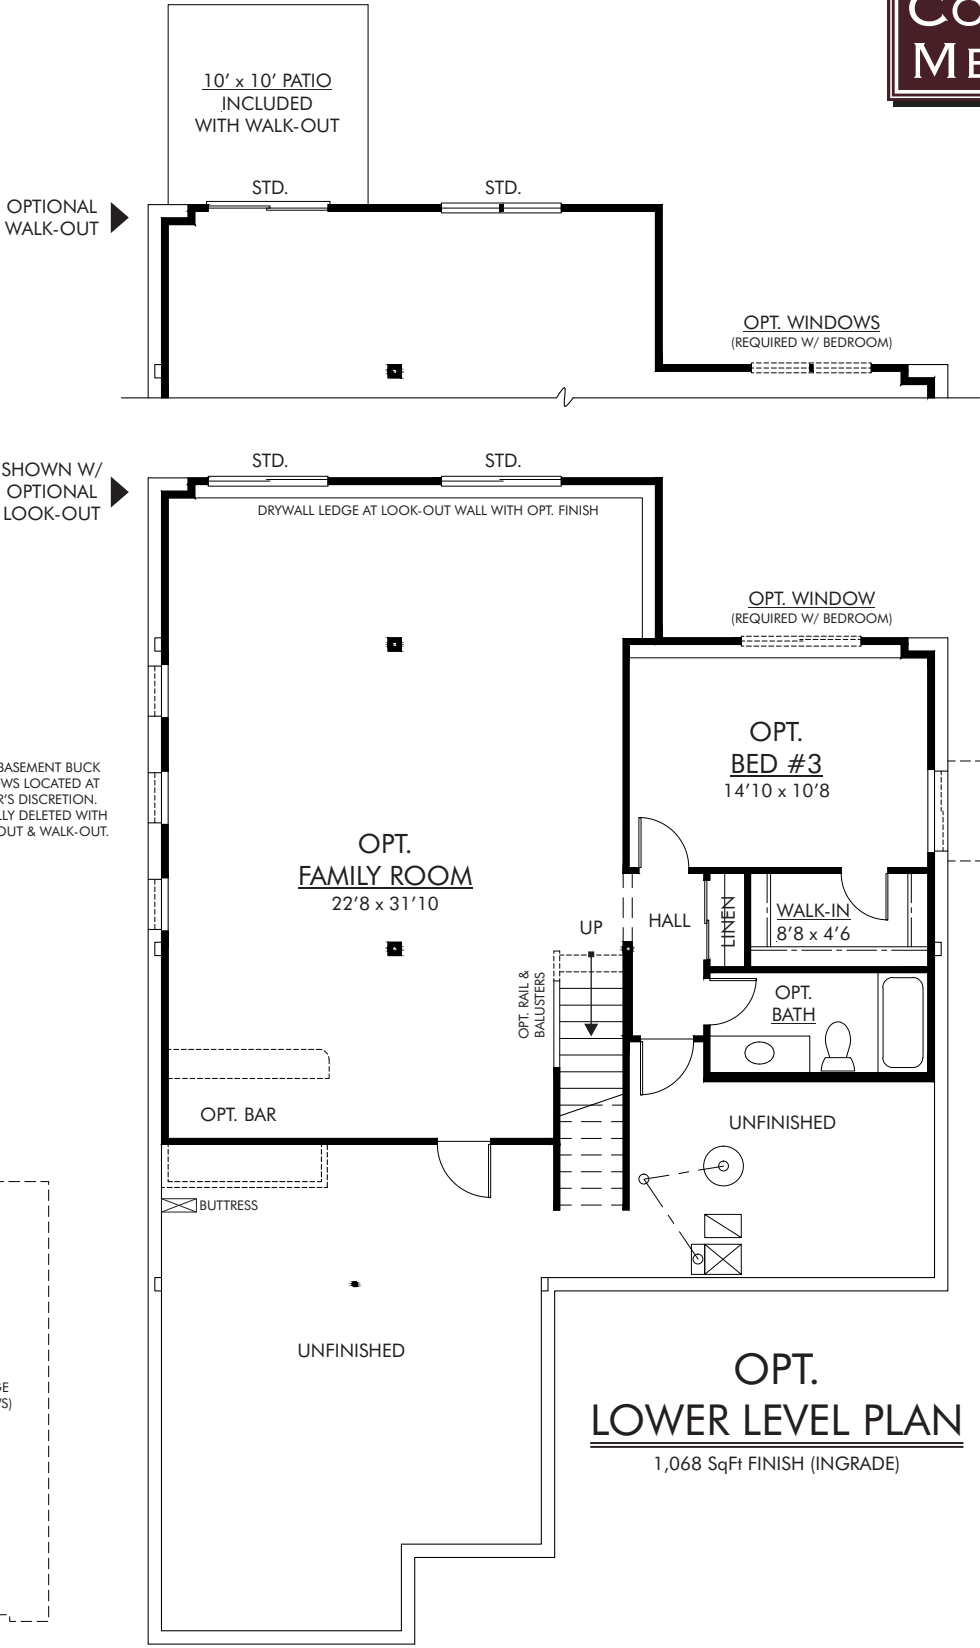 10' x 10' PATIO
INCLUDED
WITH WALK-OUT
STD.
STD.
OPTIONAL
WALK-OUT
OPT. WINDOWS
(REQUIRED W/ BEDROOM)
SHOWN W/
OPTIONAL
LOOK-OUT
STD.
STD.
DRYWALL LEDGE AT LOOK-OUT WALL WITH OPT. FINISH
OPT. WINDOW
(REQUIRED W/ BEDROOM)
OPT.
BED #3
14'10 x 10'8
BASEMENT BUCK
LOCATED AT
DISCRETION.
DELETED WITH
& WALK-OUT.
OPT.
FAMILY ROOM
22'8 x 31'10
UP
HALL
LINEN
WALK-IN
8'8 x 4'6
OPT. RAIL &
BALUSTERS
OPT.
BATH
OPT. BAR
UNFINISHED
BUTTRESS
UNFINISHED
OPT.
LOWER LEVEL PLAN
1,068 SqFt FINISH (INGRADE)